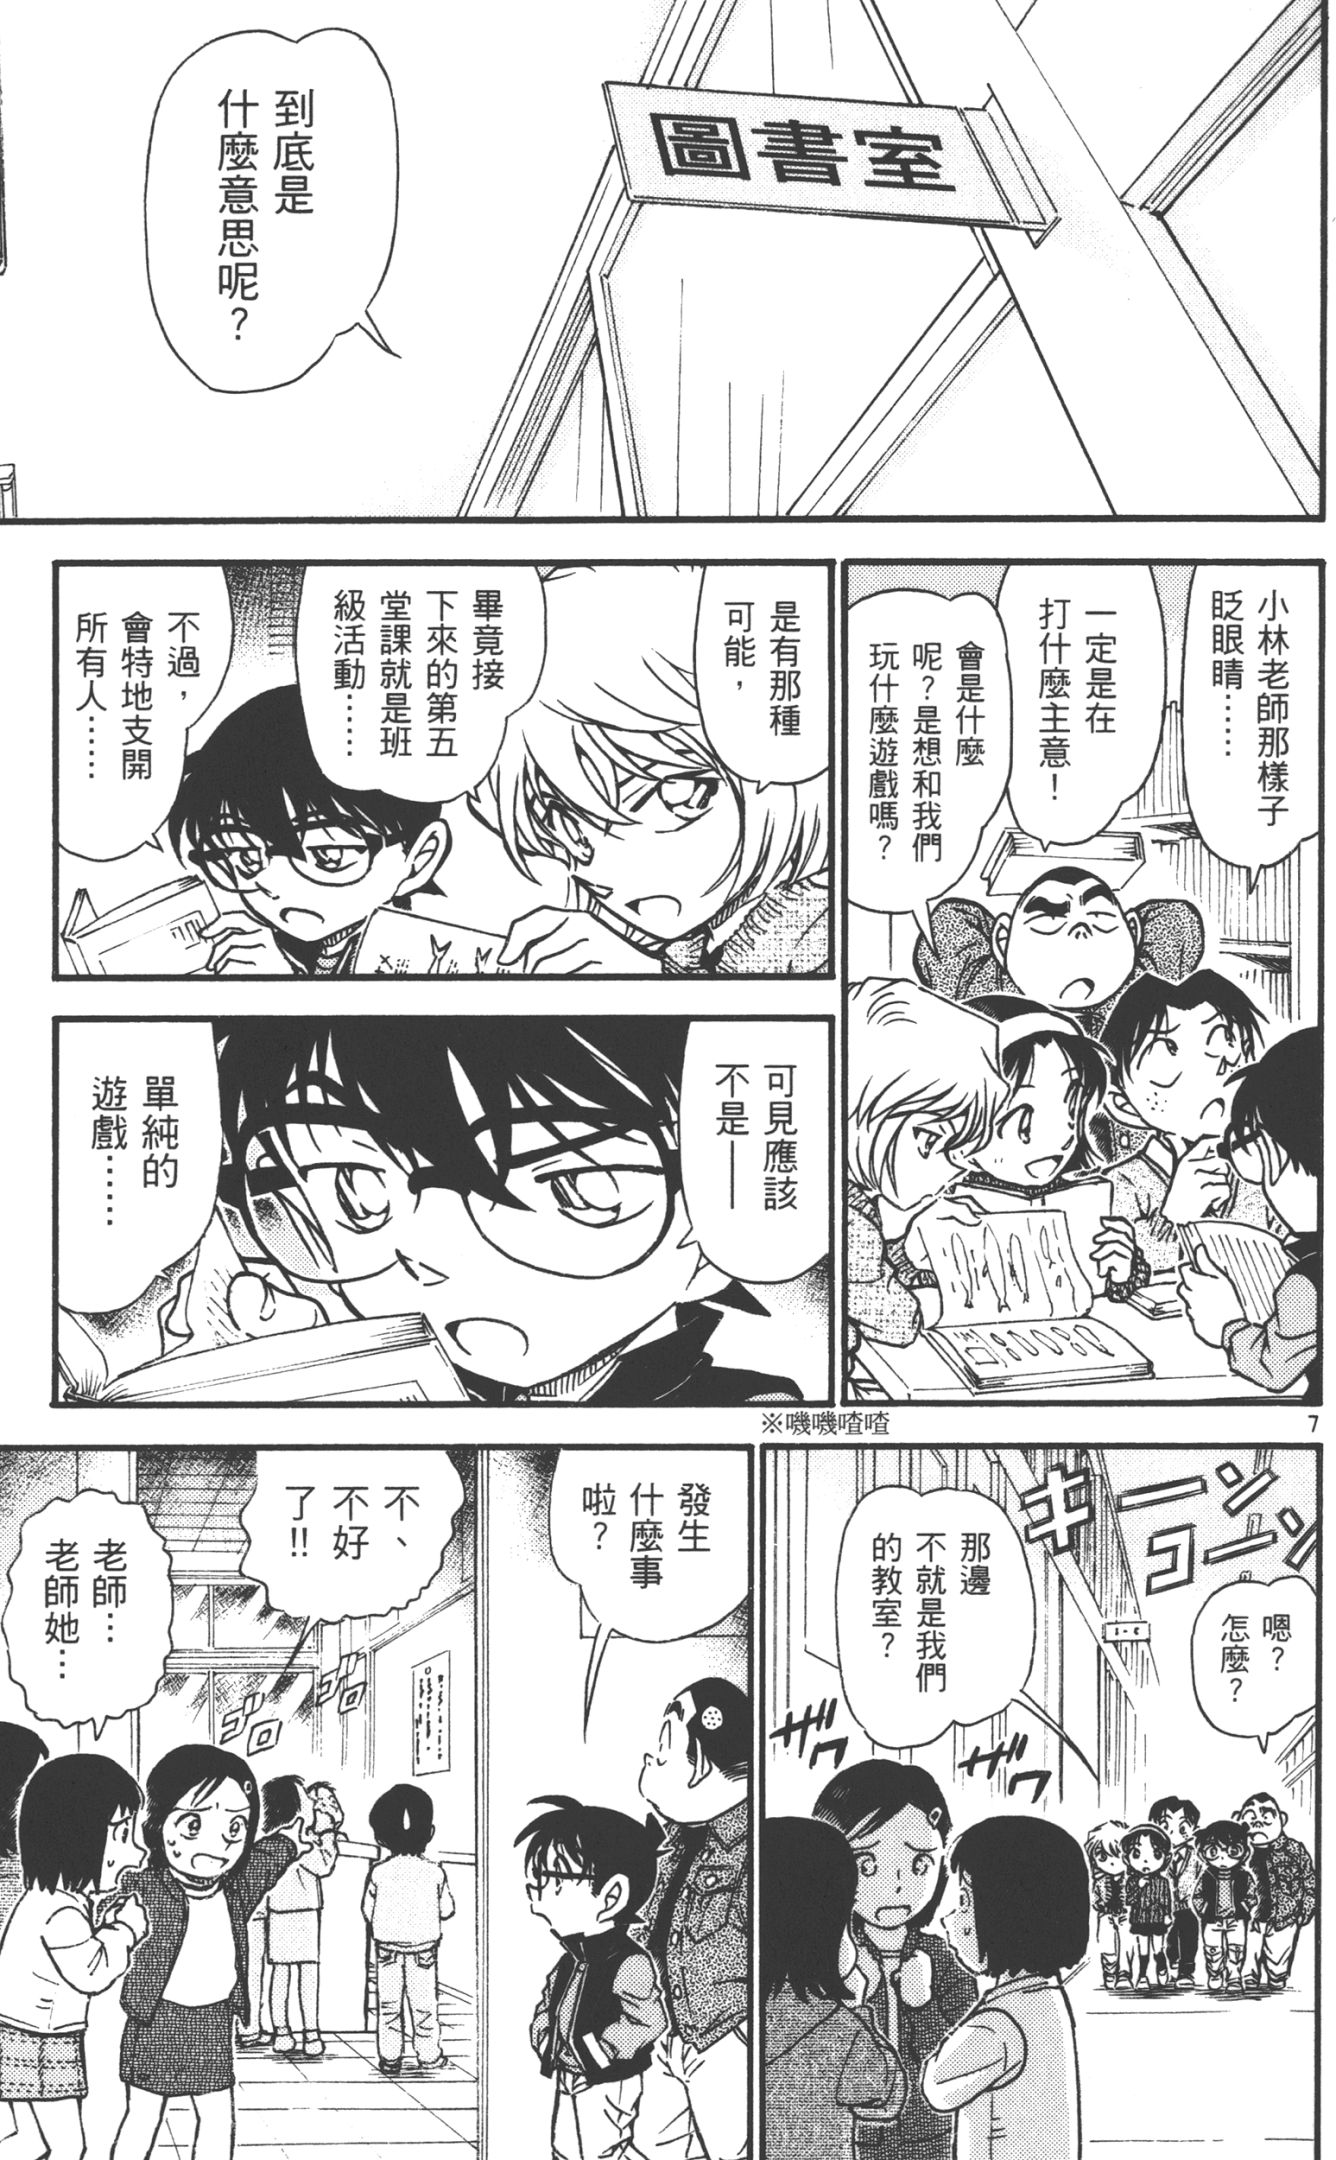 圖書室
到底是
什麼意思呢？
小林老師那樣子
眨眼睛……
一定是在
打什麼主意！
會是什麼
呢？是想和我們
玩什麼遊戲嗎？
是有那種
可能，
畢竟接
下來的第五
堂課就是班
級活動……
不過，
會特地支開
所有人……
可見應該
不是——
單純的
遊戲……
7
※嘰嘰喳喳
キーン
コーン
嗯？
怎麼？
1-C
那邊
不就是我們
的教室？
ザワ
ザワ
發生
什麼事
啦？
不、
不好
了!!
ゴロ
ゴロ
老師…
老師她…